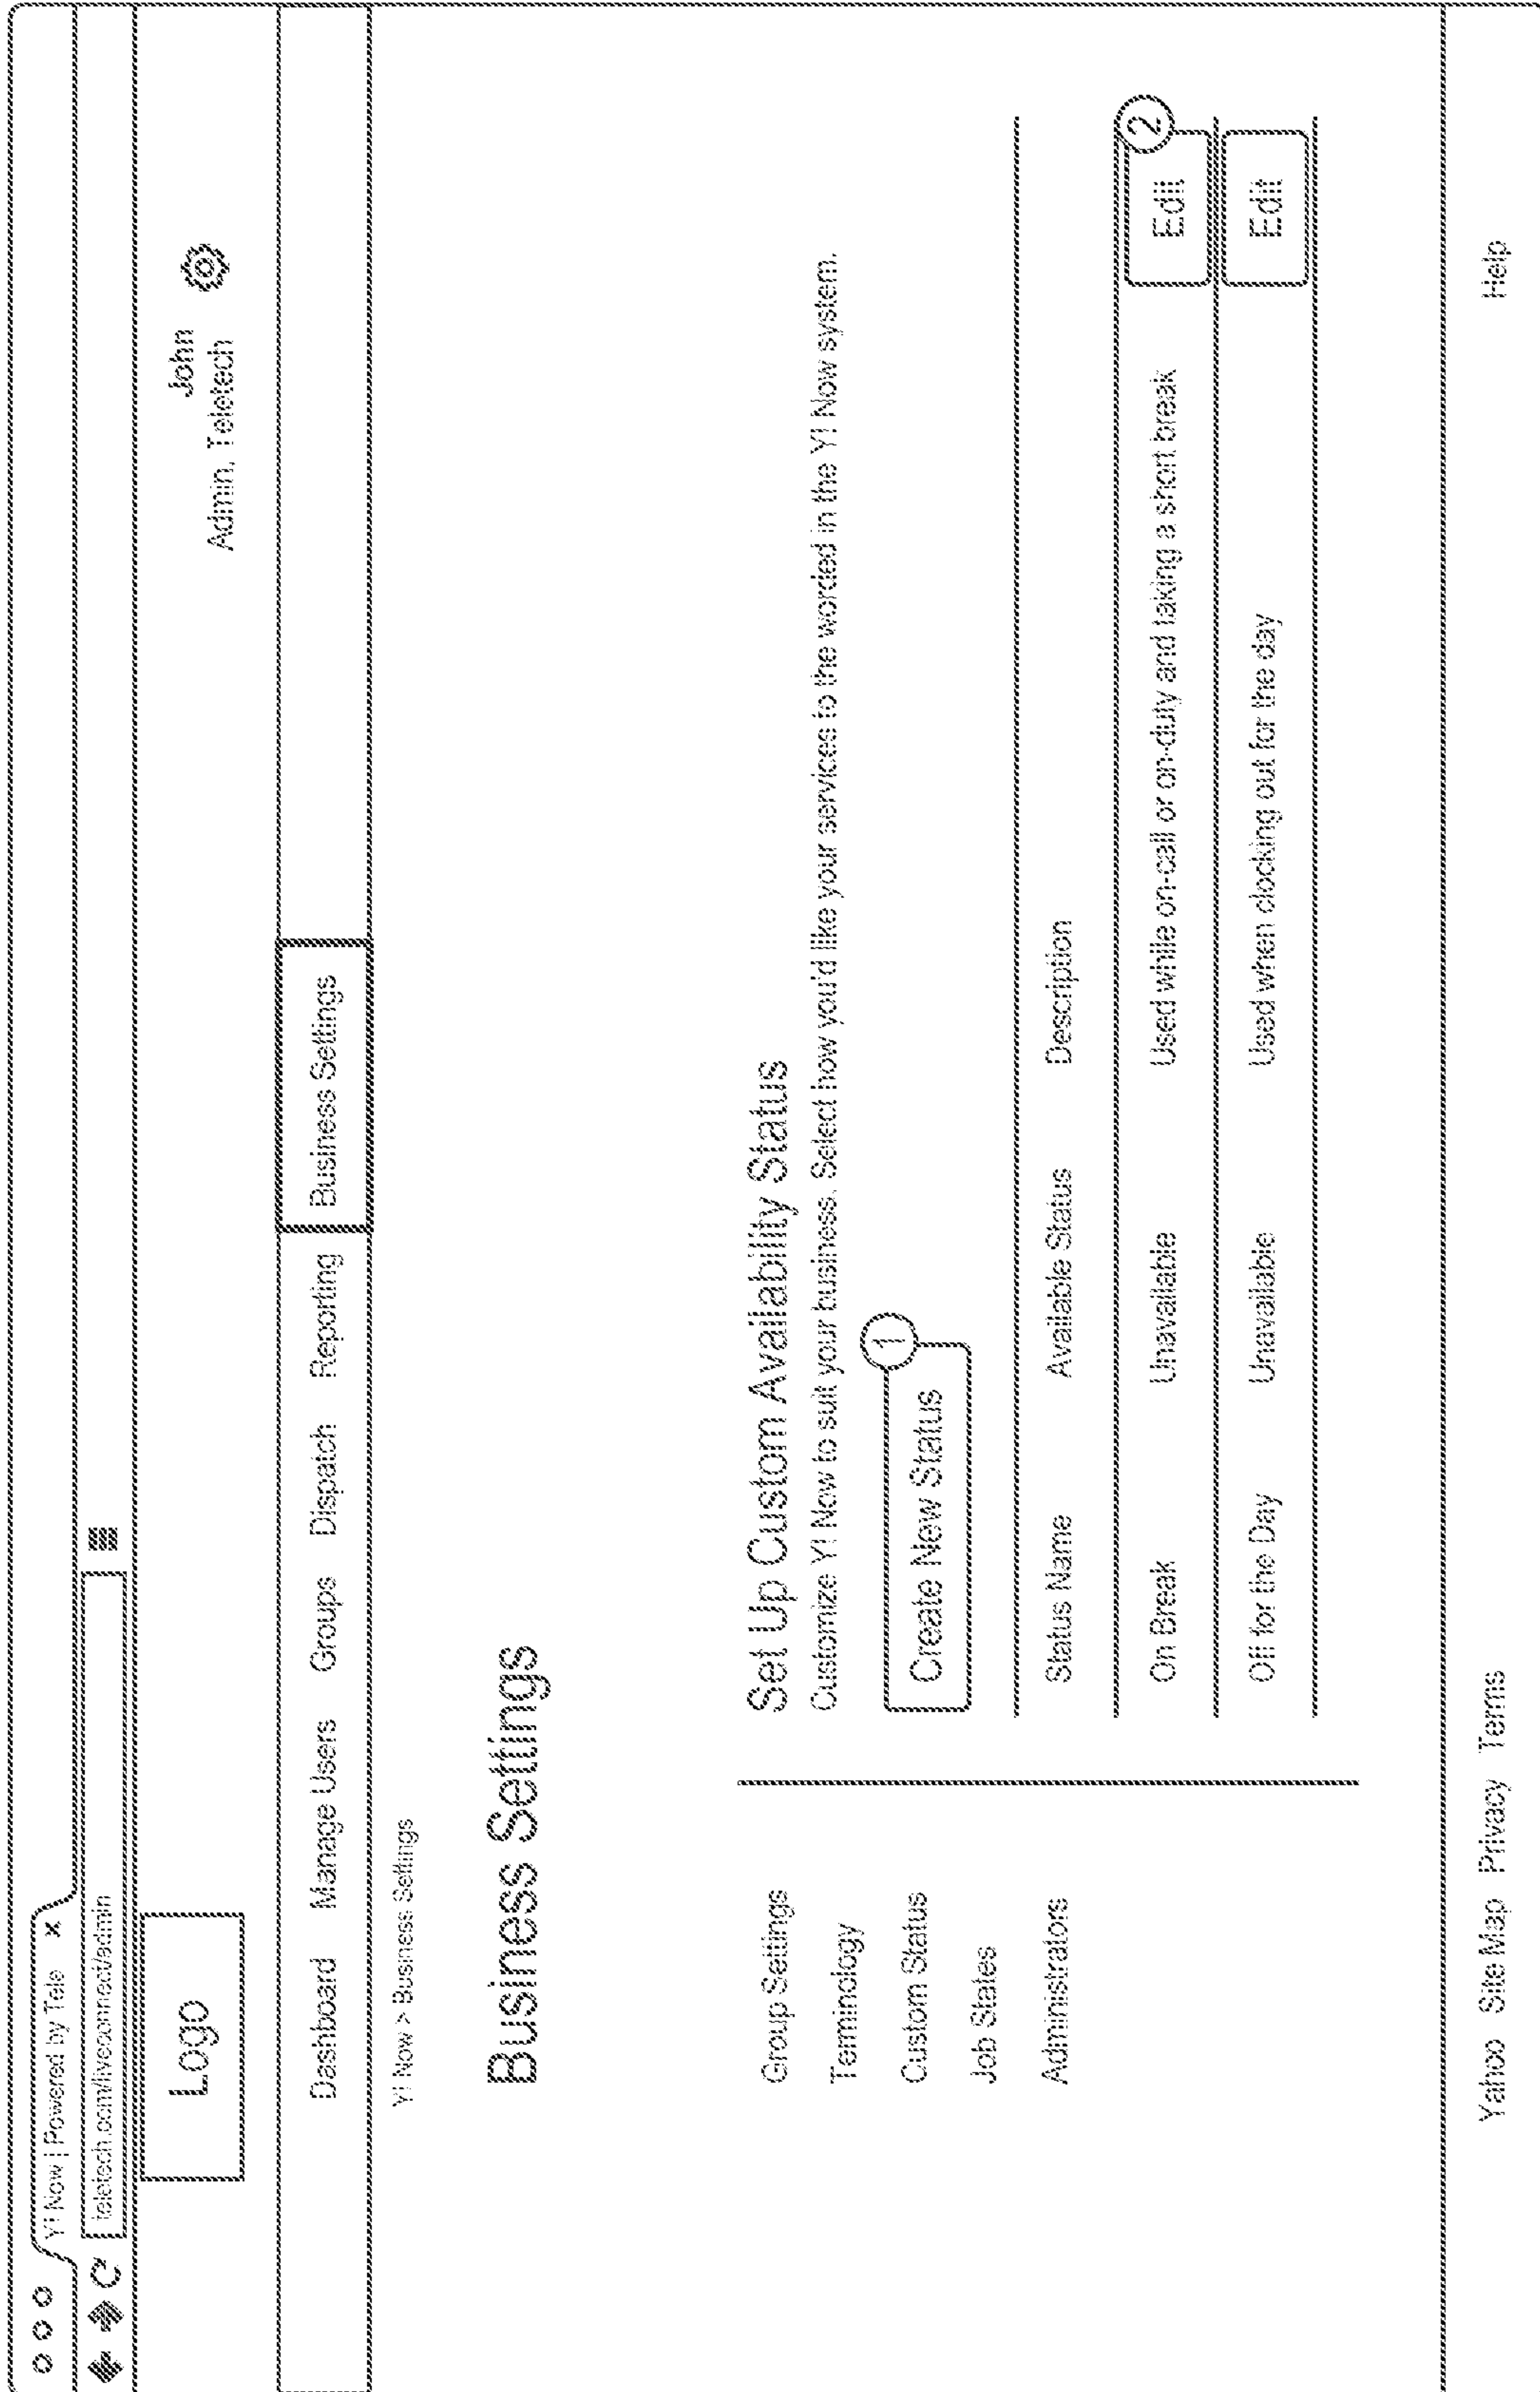 Y! Now | Powered by Tele x
teletech.com/liveconnect/admin
Logo
John
Admin, Teletech
Dashboard Manage Users Groups Dispatch Reporting Business Settings
Y! Now > Business Settings
Business Settings
Group Settings
Terminology
Custom Status
Job States
Administrators
Set Up Custom Availability Status
Customize Y! Now to suit your business. Select how you'd like your services to the worded in the Y! Now system.
Create New Status 1
Status Name Available Status Description
On Break Unavailable Used while on-call or on-duty and taking a short break Edit 2
Off for the Day Unavailable Used when clocking out for the day Edit
Yahoo Site Map Privacy Terms Help